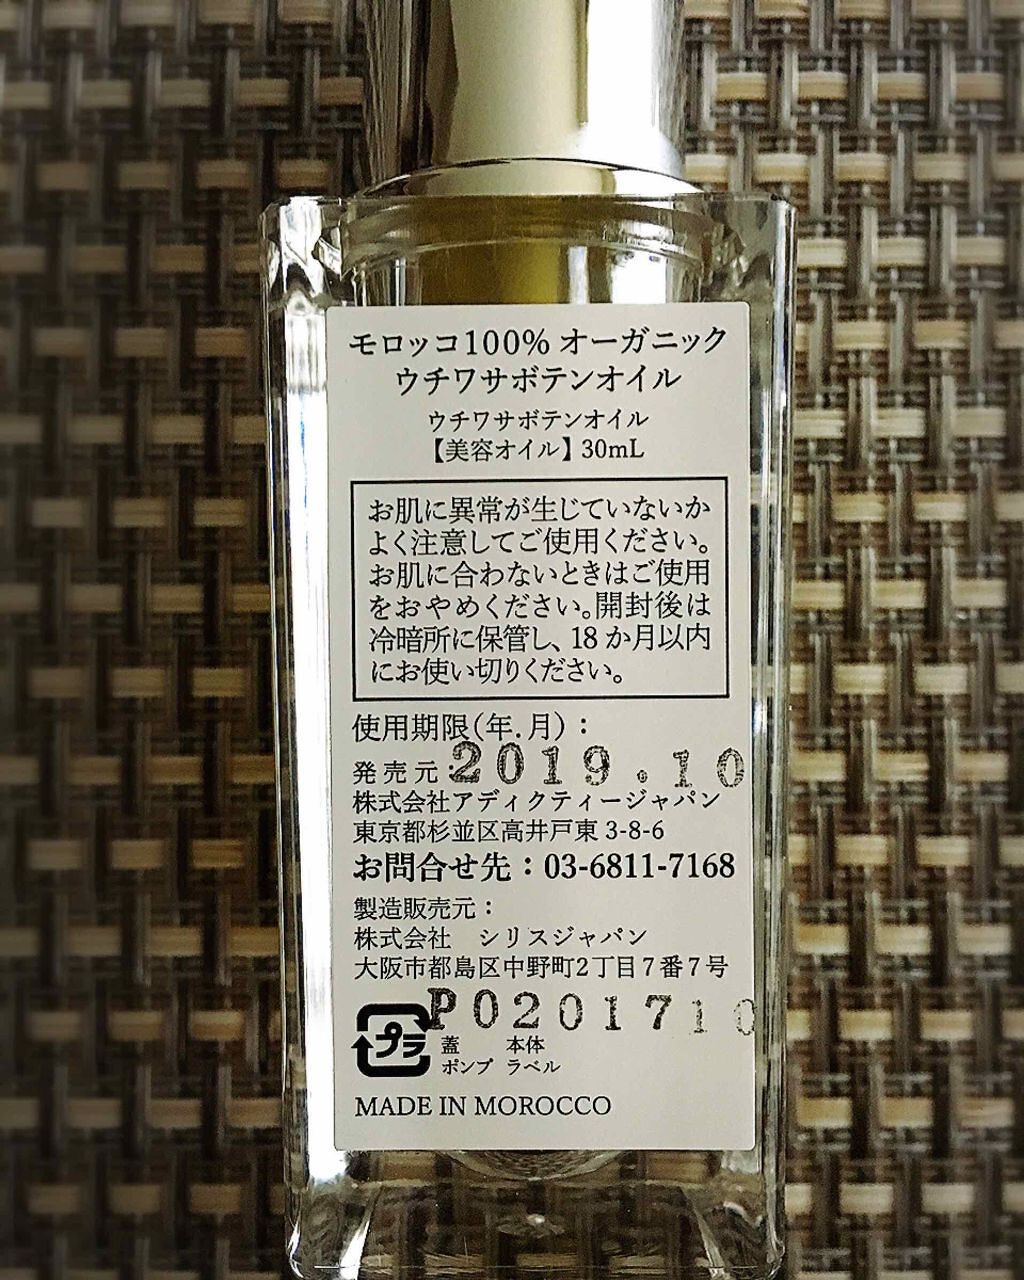 モロッコ100% オーガニック
ウチワサボテンオイル
ウチワサボテンオイル
【美容オイル】30mL
お肌に異常が生じていないか
よく注意してご使用ください。
お肌に合わないときはご使用
をおやめください。開封後は
冷暗所に保管し、18 か月以内
にお使い切りください。
使用期限(年.月)：
2019.10
発売元:
株式会社アディクティージャパン
東京都杉並区高井戸東 3-8-6
お問合せ先：03-6811-7168
製造販売元：
株式会社　シリスジャパン
大阪市都島区中野町2丁目7番7号
P0201710
プラ
蓋　本体
ポンプ　ラベル
MADE IN MOROCCO